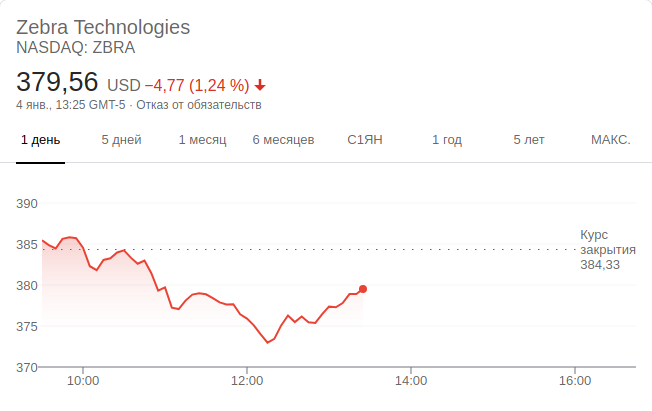 Zebra Technologies
NASDAQ: ZBRA
379,56 USD −4,77 (1,24 %)
4 янв., 13:25 GMT-5 · Отказ от обязательств
1 день 5 дней 1 месяц 6 месяцев С1ЯН 1 год 5 лет МАКС.
390
385
380
375
370
Курс
закрытия
384,33
10:00 12:00 14:00 16:00